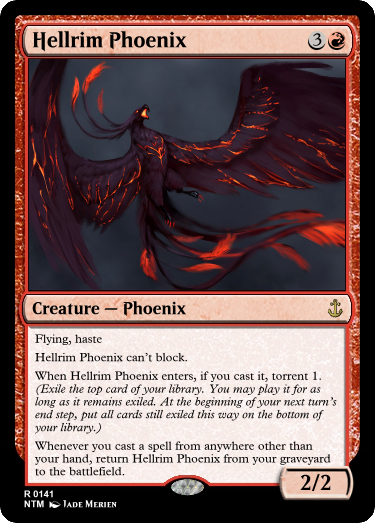 Hellrim Phoenix 3
Creature — Phoenix
Flying, haste
Hellrim Phoenix can't block.
When Hellrim Phoenix enters, if you cast it, torrent 1.
(Exile the top card of your library. You may play it for as
long as it remains exiled. At the beginning of your next turn's
end step, put all cards still exiled this way on the bottom
of your library.)
Whenever you cast a spell from anywhere other than
your hand, return Hellrim Phoenix from your graveyard
to the battlefield.
2/2
R 0141
NTM Jade Merien